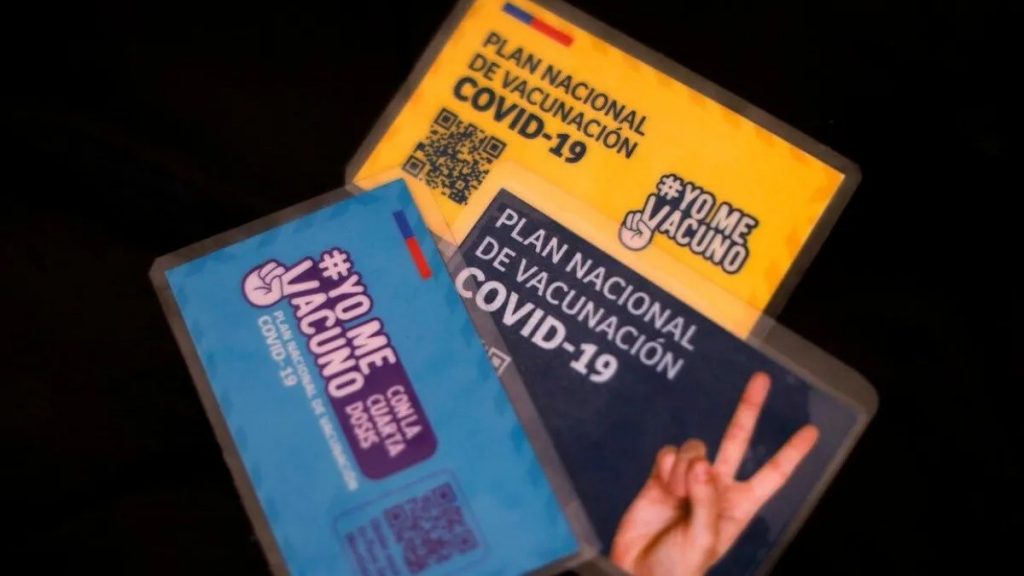 PLAN NACIONAL
DE VACUNACIÓN
COVID-19
#YO ME
VACUNO
PLAN NACIONAL
DE VACUNACIÓN
COVID-19
#YO ME
VACUNO
CON LA
CUARTA
DOSIS
PLAN NACIONAL DE VACUNACIÓN
COVID-19